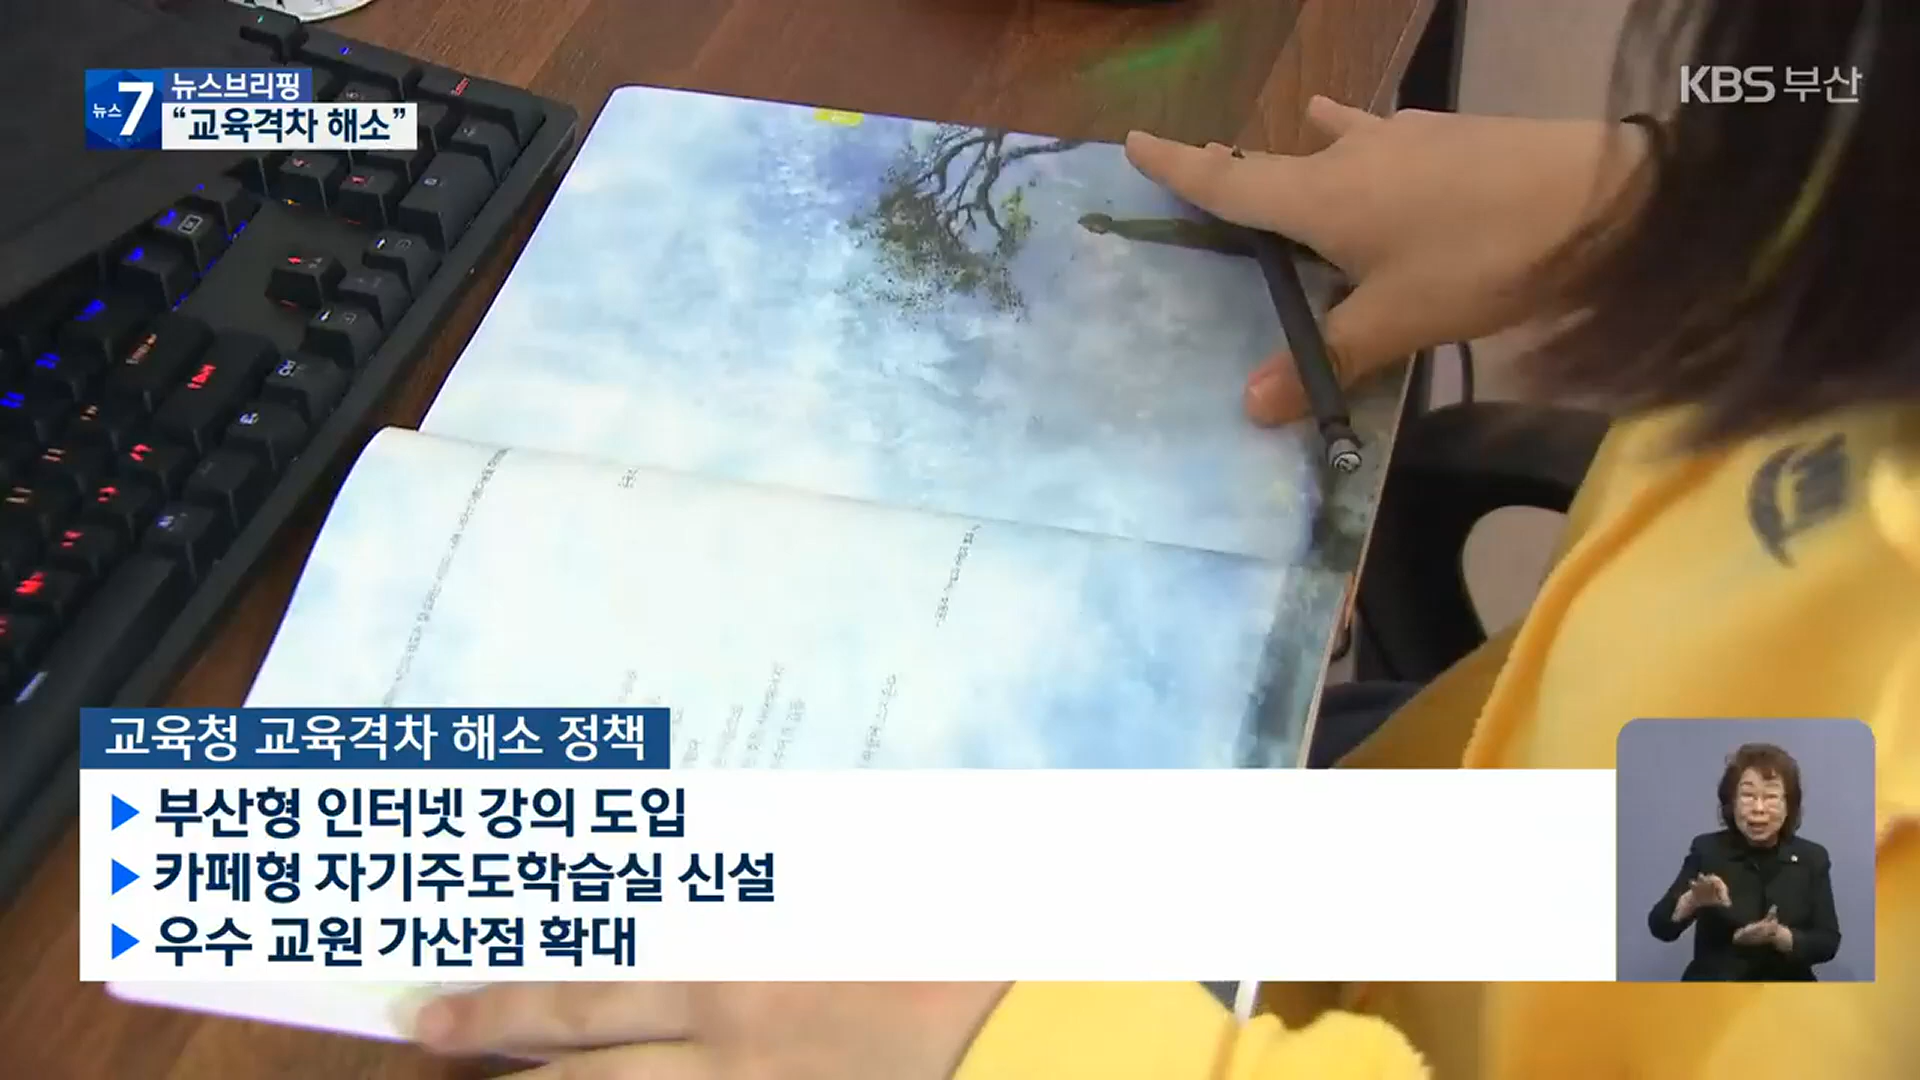 뉴스7
뉴스브리핑
“교육격차 해소”
KBS 부산
교육청 교육격차 해소 정책
▶ 부산형 인터넷 강의 도입
▶ 카페형 자기주도학습실 신설
▶ 우수 교원 가산점 확대